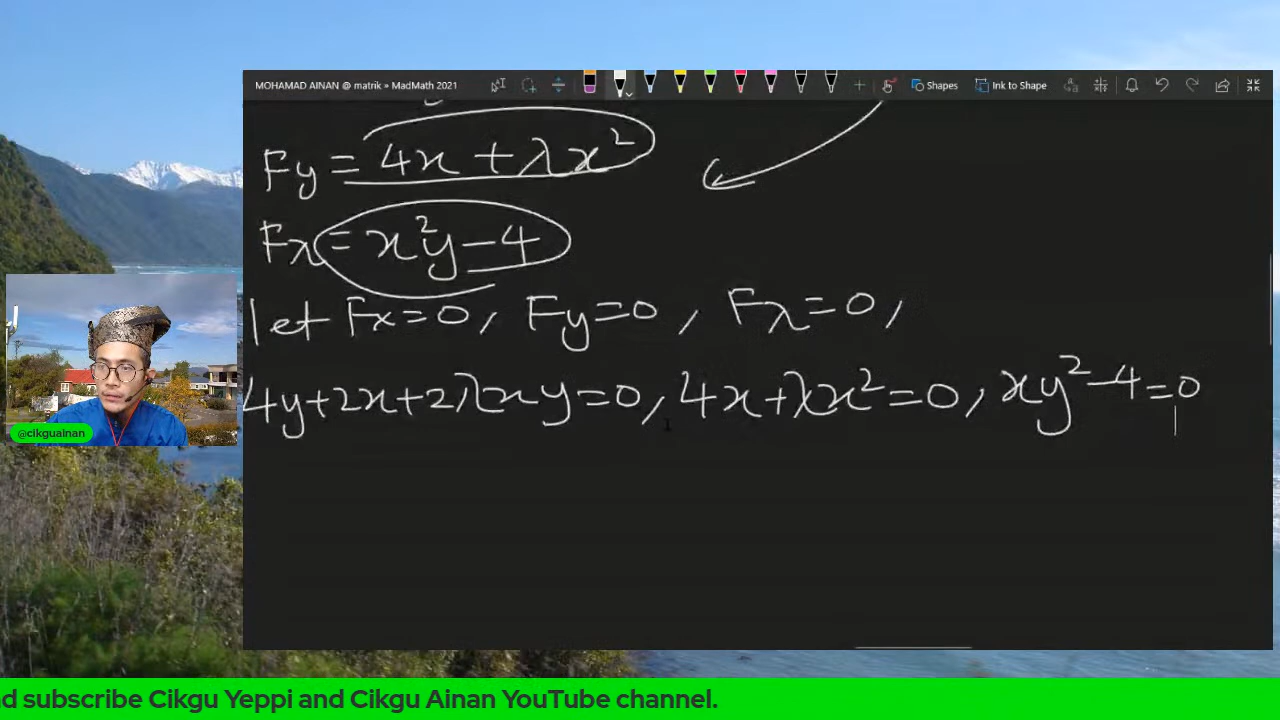 MOHAMAD AINAN @ matrik » MadMath 2021
Shapes
Ink to Shape
Fy = 4x + λx²
Fλ = x²y - 4
let Fx = 0, Fy = 0, Fλ = 0,
4y + 2x + 2λxy = 0, 4x + λx² = 0, xy² - 4 = 0
@cikguainan
d subscribe Cikgu Yeppi and Cikgu Ainan YouTube channel.